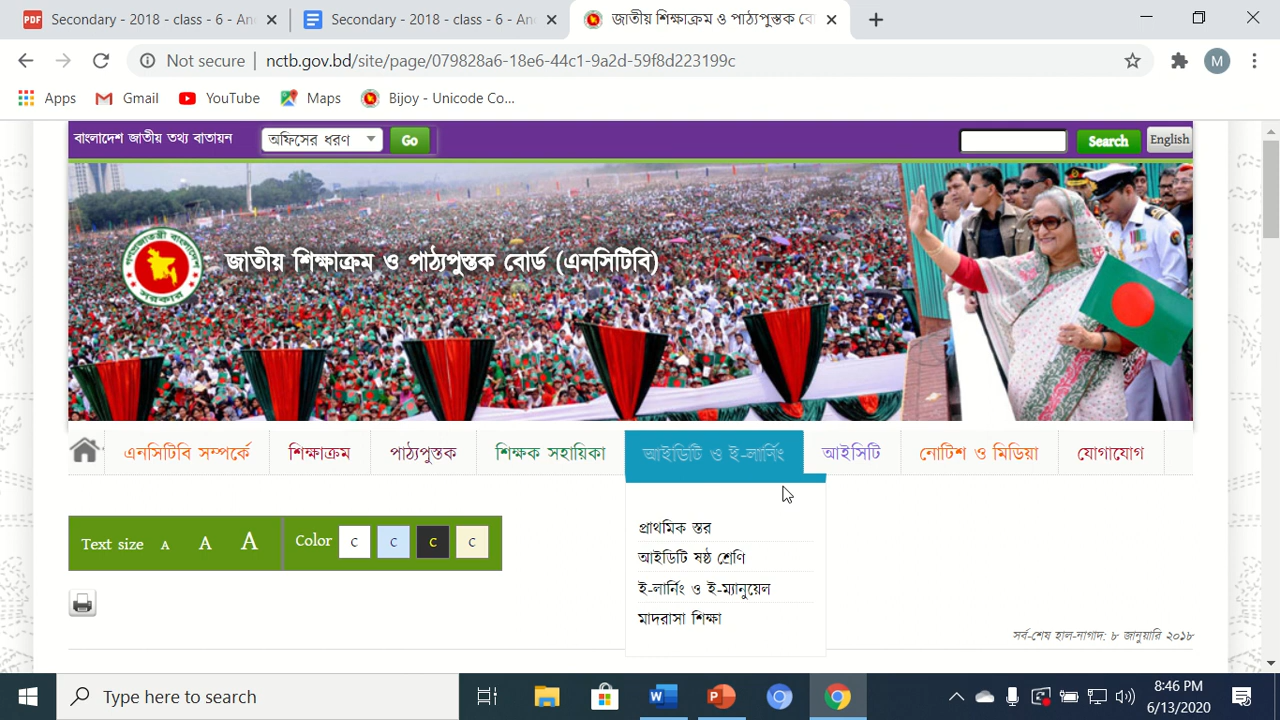 Secondary - 2018 - class - 6 - An
Secondary - 2018 - class - 6 - An
জাতীয় শিক্ষাক্রম ও পাঠ্যপুস্তক বো
Not secure | nctb.gov.bd/site/page/079828a6-18e6-44c1-9a2d-59f8d223199c
M
Apps Gmail YouTube Maps Bijoy - Unicode Co...
বাংলাদেশ জাতীয় তথ্য বাতায়ন অফিসের ধরণ Go Search English
জাতীয় শিক্ষাক্রম ও পাঠ্যপুস্তক বোর্ড (এনসিটিবি)
এনসিটিবি সম্পর্কে শিক্ষাক্রম পাঠ্যপুস্তক শিক্ষক সহায়িকা আইডিটি ও ই-লার্নিং আইসিটি নোটিশ ও মিডিয়া যোগাযোগ
প্রাথমিক স্তর
আইডিটি ষষ্ঠ শ্রেণি
ই-লার্নিং ও ই-ম্যানুয়েল
মাদরাসা শিক্ষা
Text size A A A Color C C C C
সর্ব-শেষ হাল-নাগাদ: ৮ জানুয়ারি ২০১৮
Type here to search
8:46 PM
6/13/2020